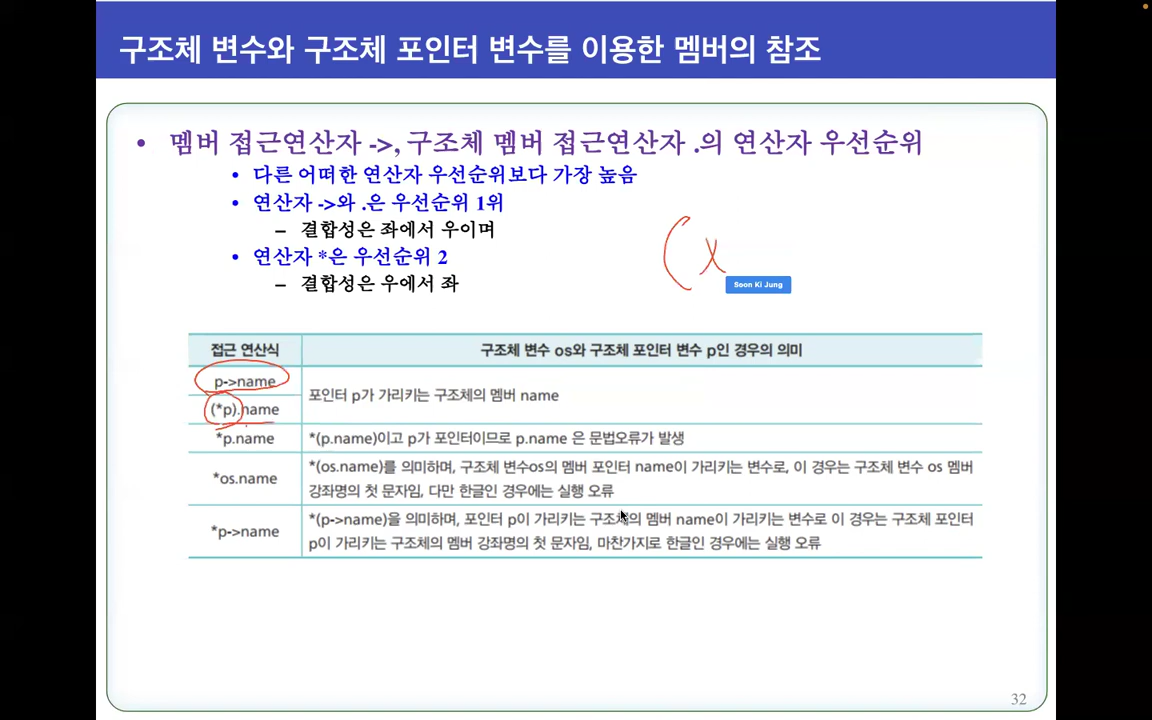 구조체 변수와 구조체 포인터 변수를 이용한 멤버의 참조
• 멤버 접근연산자 ->, 구조체 멤버 접근연산자 .의 연산자 우선순위
• 다른 어떠한 연산자 우선순위보다 가장 높음
• 연산자 ->와 .은 우선순위 1위
– 결합성은 좌에서 우이며
• 연산자 *은 우선순위 2
– 결합성은 우에서 좌
(x
Soon Ki Jung
접근 연산식 구조체 변수 os와 구조체 포인터 변수 p인 경우의 의미
p->name
포인터 p가 가리키는 구조체의 멤버 name
(*p).name
*p.name *(p.name)이고 p가 포인터이므로 p.name 은 문법오류가 발생
*os.name *(os.name)를 의미하며, 구조체 변수os의 멤버 포인터 name이 가리키는 변수로, 이 경우는 구조체 변수 os 멤버
강좌명의 첫 문자임, 다만 한글인 경우에는 실행 오류
*p->name *(p->name)을 의미하며, 포인터 p이 가리키는 구조체의 멤버 name이 가리키는 변수로 이 경우는 구조체 포인터
p이 가리키는 구조체의 멤버 강좌명의 첫 문자임, 마찬가지로 한글인 경우에는 실행 오류
32